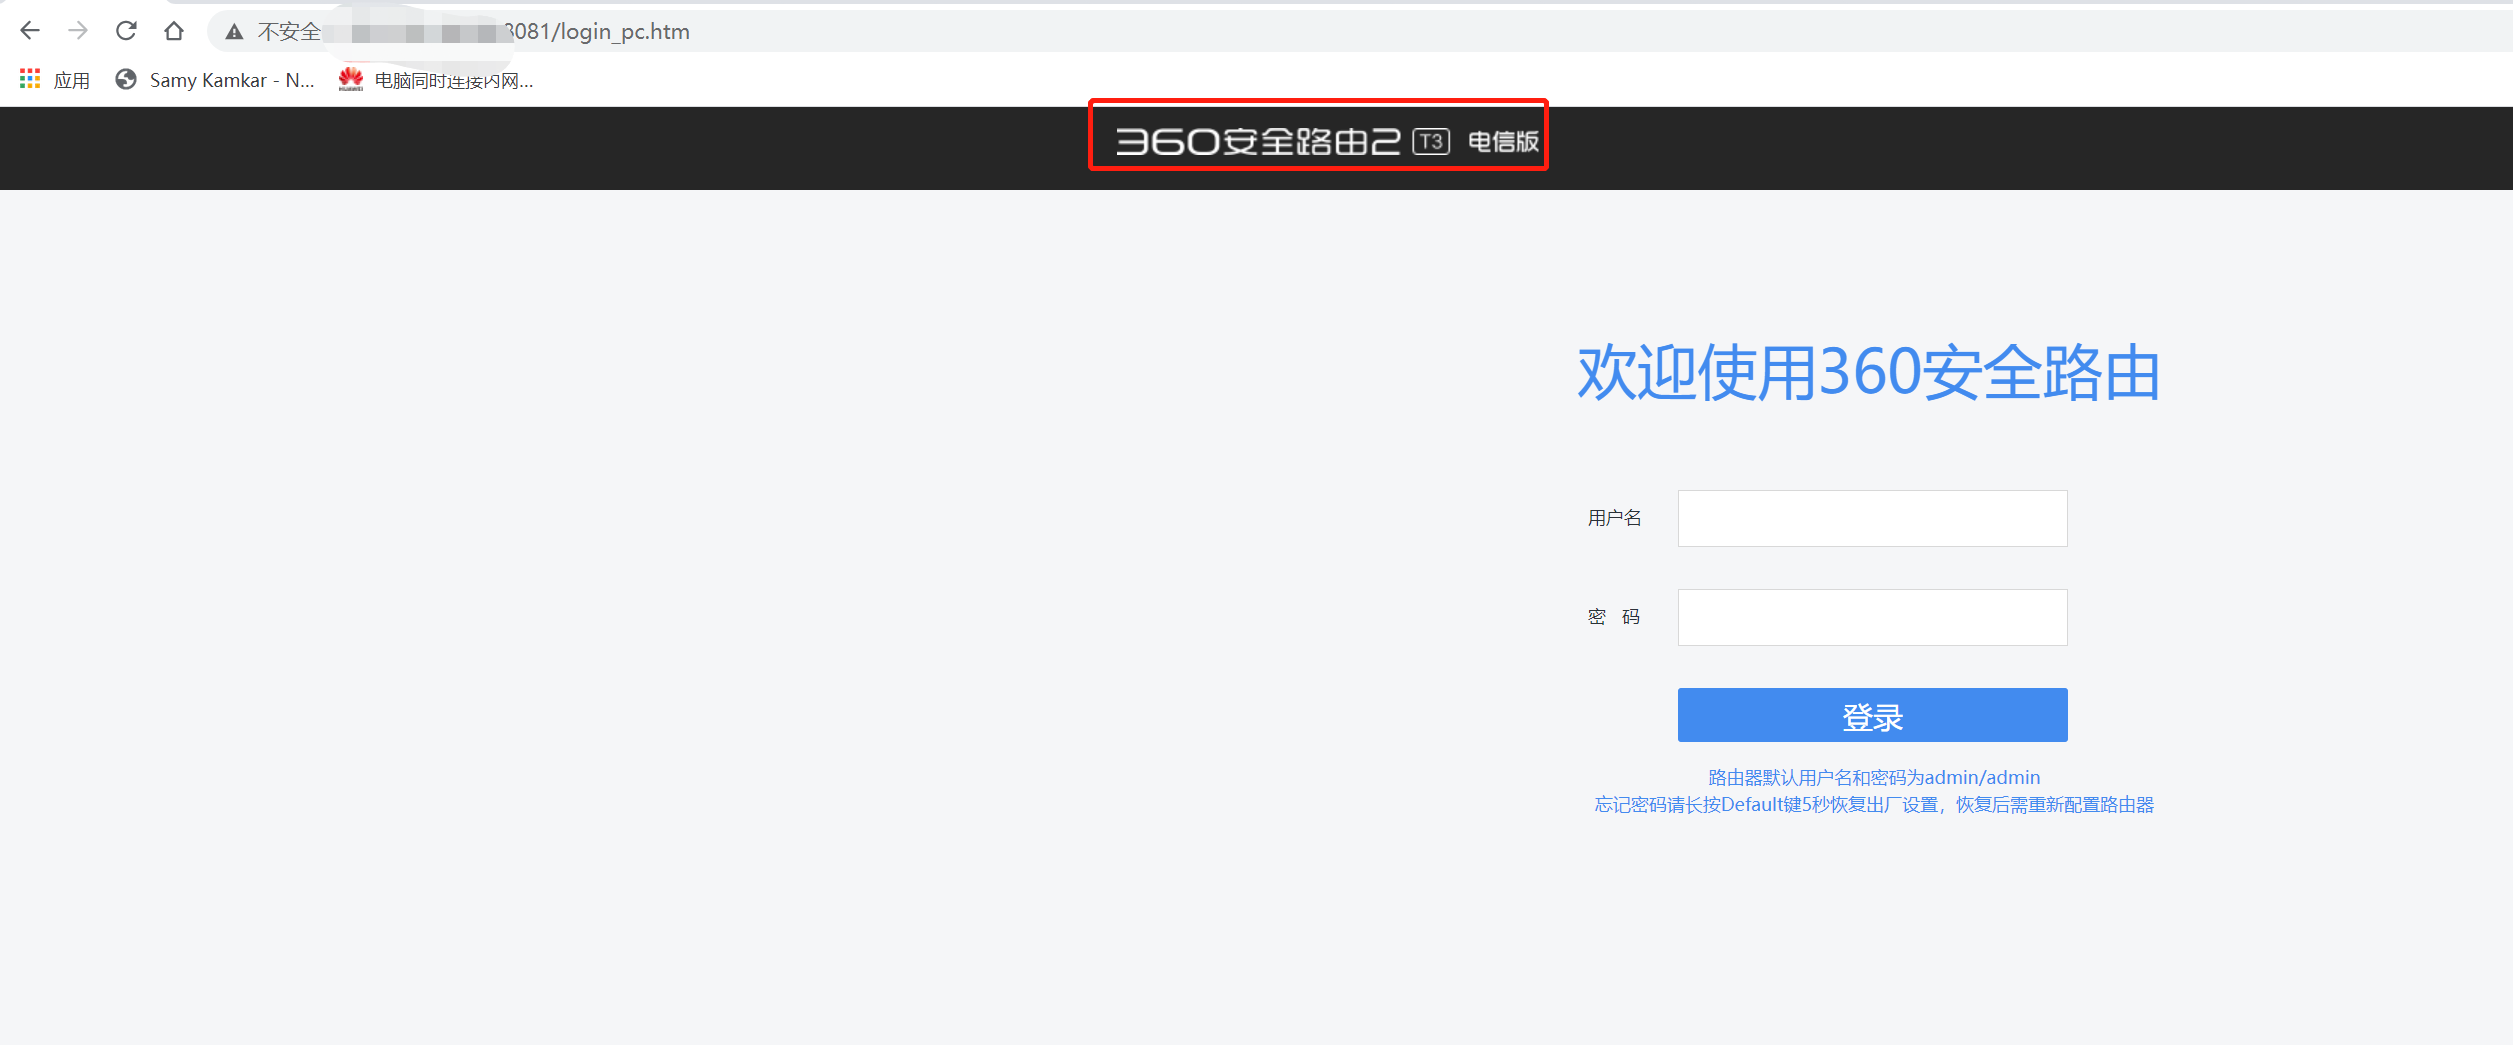 不安全
8081/login_pc.htm
应用
Samy Kamkar - N...
HUAWEI
电脑同时连接内网...
360安全路由2 T3 电信版
欢迎使用360安全路由
用户名
密 码
登录
路由器默认用户名和密码为admin/admin
忘记密码请长按Default键5秒恢复出厂设置，恢复后需重新配置路由器